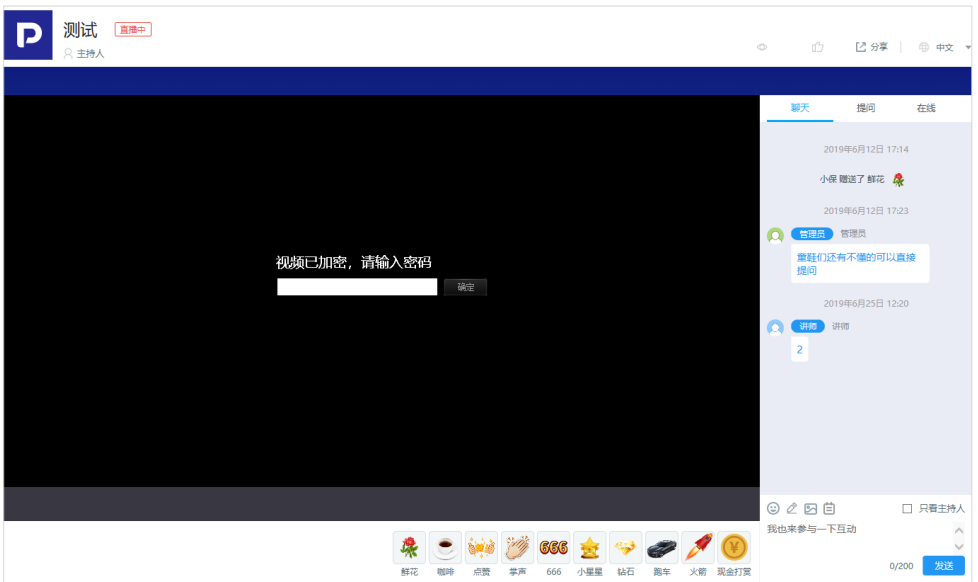 测试 直播中
主持人
分享 中文
聊天 提问 在线
2019年6月12日 17:14
小保 赠送了 鲜花
2019年6月12日 17:23
管理员 管理员
童鞋们还有不懂的可以直接
提问
2019年6月25日 12:20
讲师 讲师
2
视频已加密，请输入密码
确定
只看主持人
我也来参与一下互动
0/200 发送
666
鲜花 咖啡 点赞 掌声 666 小星星 钻石 跑车 火箭 现金打赏